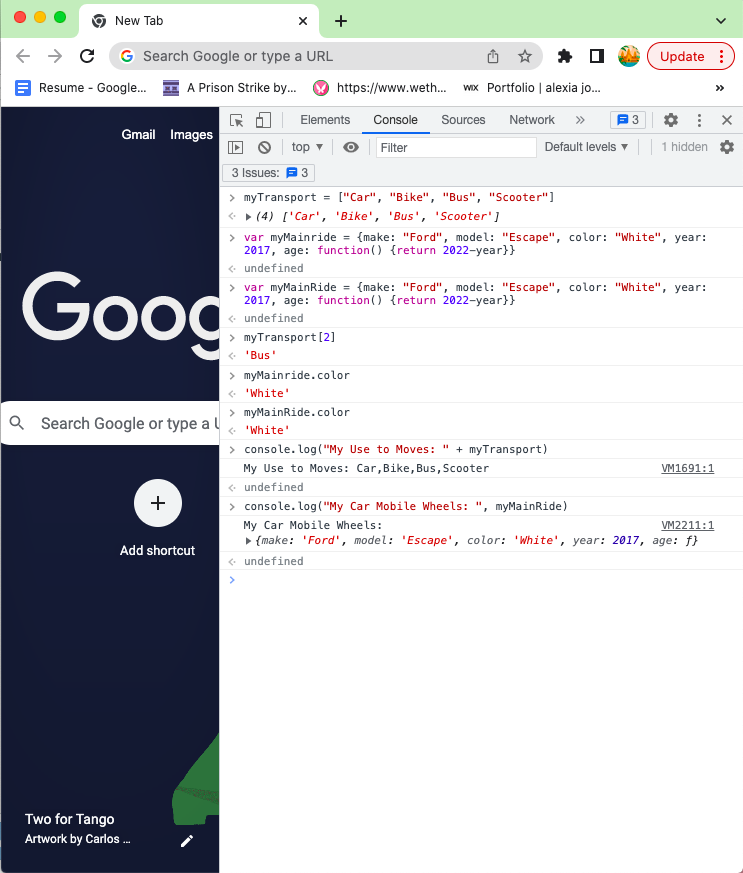 New Tab
Search Google or type a URL
Update
Resume - Google...
A Prison Strike by...
https://www.weth...
WIX Portfolio | alexia jo...
»
Gmail Images
Elements Console Sources Network » 3
top ▼ Filter Default levels ▼ 1 hidden
3 Issues: 3
myTransport = ["Car", "Bike", "Bus", "Scooter"]
(4) ['Car', 'Bike', 'Bus', 'Scooter']
var myMainride = {make: "Ford", model: "Escape", color: "White", year:
2017, age: function() {return 2022-year}}
undefined
var myMainRide = {make: "Ford", model: "Escape", color: "White", year:
2017, age: function() {return 2022-year}}
undefined
myTransport[2]
'Bus'
myMainride.color
'White'
myMainRide.color
'White'
console.log("My Use to Moves: " + myTransport)
My Use to Moves: Car,Bike,Bus,Scooter VM1691:1
undefined
console.log("My Car Mobile Wheels: ", myMainRide)
My Car Mobile Wheels: VM2211:1
{make: 'Ford', model: 'Escape', color: 'White', year: 2017, age: ƒ}
undefined
Goog
Search Google or type a U
Add shortcut
Two for Tango
Artwork by Carlos ...